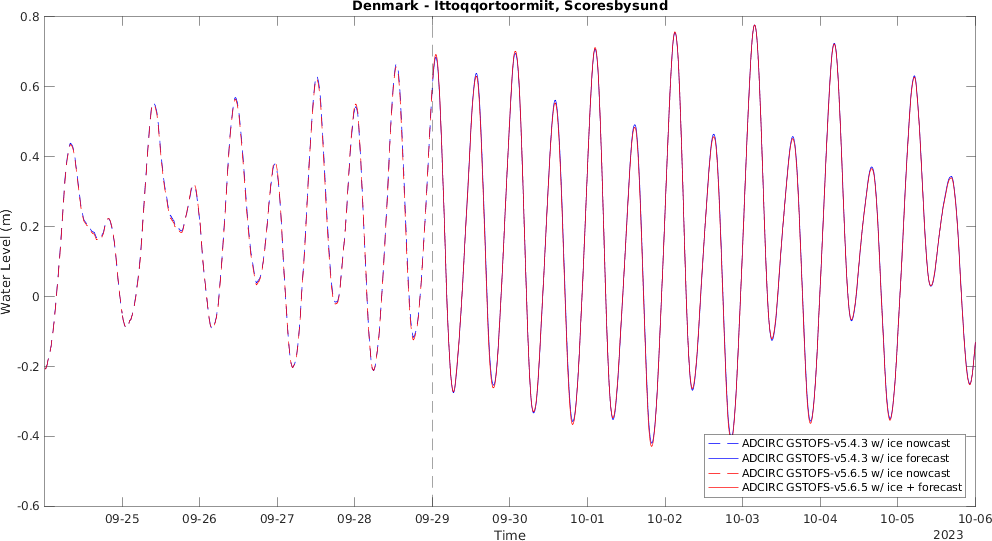 Denmark - Ittoqqortoormiit, Scoresbysund
0.8
0.6
0.4
0.2
0
-0.2
-0.4
-0.6
Water Level (m)
ADCIRC GSTOFS-v5.4.3 w/ ice nowcast
ADCIRC GSTOFS-v5.4.3 w/ ice forecast
ADCIRC GSTOFS-v5.6.5 w/ ice nowcast
ADCIRC GSTOFS-v5.6.5 w/ ice + forecast
09-25 09-26 09-27 09-28 09-29 09-30 10-01 10-02 10-03 10-04 10-05 10-06
Time
2023